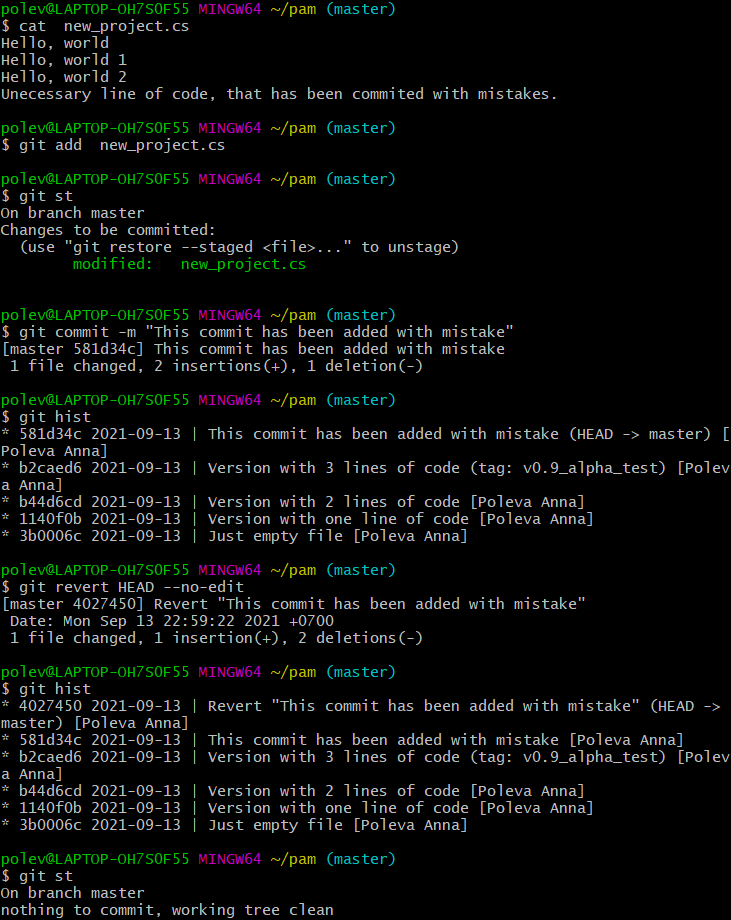 polev@LAPTOP-OH7SOF55 MINGW64 ~/pam (master)
$ cat  new_project.cs
Hello, world
Hello, world 1
Hello, world 2
Unecessary line of code, that has been commited with mistakes.
polev@LAPTOP-OH7SOF55 MINGW64 ~/pam (master)
$ git add  new_project.cs
polev@LAPTOP-OH7SOF55 MINGW64 ~/pam (master)
$ git st
On branch master
Changes to be committed:
  (use "git restore --staged <file>..." to unstage)
        modified:   new_project.cs
polev@LAPTOP-OH7SOF55 MINGW64 ~/pam (master)
$ git commit -m "This commit has been added with mistake"
[master 581d34c] This commit has been added with mistake
 1 file changed, 2 insertions(+), 1 deletion(-)
polev@LAPTOP-OH7SOF55 MINGW64 ~/pam (master)
$ git hist
* 581d34c 2021-09-13 | This commit has been added with mistake (HEAD -> master) [
Poleva Anna]
* b2caed6 2021-09-13 | Version with 3 lines of code (tag: v0.9_alpha_test) [Polev
a Anna]
* b44d6cd 2021-09-13 | Version with 2 lines of code [Poleva Anna]
* 1140f0b 2021-09-13 | Version with one line of code [Poleva Anna]
* 3b0006c 2021-09-13 | Just empty file [Poleva Anna]
polev@LAPTOP-OH7SOF55 MINGW64 ~/pam (master)
$ git revert HEAD --no-edit
[master 4027450] Revert "This commit has been added with mistake"
 Date: Mon Sep 13 22:59:22 2021 +0700
 1 file changed, 1 insertion(+), 2 deletions(-)
polev@LAPTOP-OH7SOF55 MINGW64 ~/pam (master)
$ git hist
* 4027450 2021-09-13 | Revert "This commit has been added with mistake" (HEAD ->
master) [Poleva Anna]
* 581d34c 2021-09-13 | This commit has been added with mistake [Poleva Anna]
* b2caed6 2021-09-13 | Version with 3 lines of code (tag: v0.9_alpha_test) [Polev
a Anna]
* b44d6cd 2021-09-13 | Version with 2 lines of code [Poleva Anna]
* 1140f0b 2021-09-13 | Version with one line of code [Poleva Anna]
* 3b0006c 2021-09-13 | Just empty file [Poleva Anna]
polev@LAPTOP-OH7SOF55 MINGW64 ~/pam (master)
$ git st
On branch master
nothing to commit, working tree clean